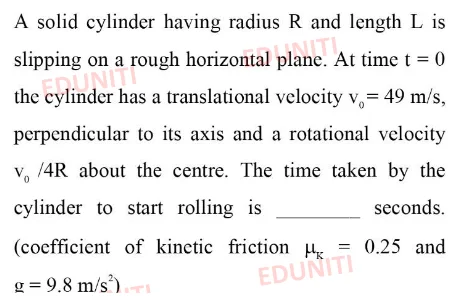 A solid cylinder having radius R and length L is
slipping on a rough horizontal plane. At time t = 0
the cylinder has a translational velocity v₀ = 49 m/s,
perpendicular to its axis and a rotational velocity
v₀ /4R about the centre. The time taken by the
cylinder to start rolling is ________ seconds.
(coefficient of kinetic friction μ_K = 0.25 and
g = 9.8 m/s²)
EDUNITI
EDUNITI
EDUNITI